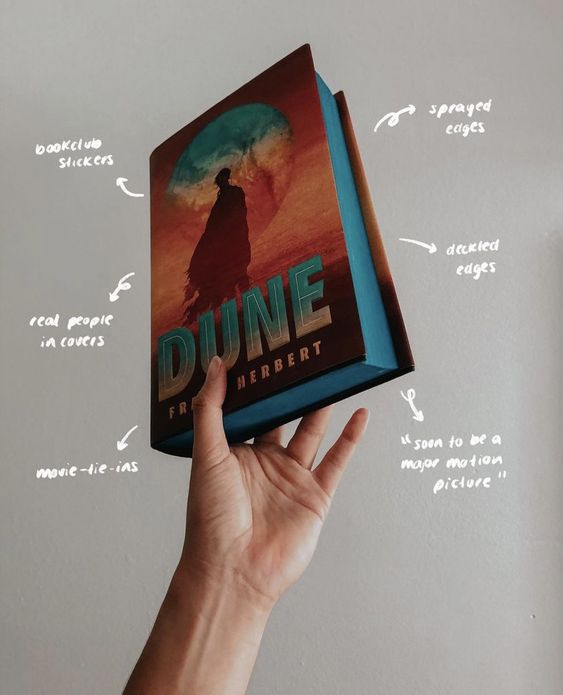 bookclub
stickers
sprayed
edges
deckled
edges
real people
in covers
DUNE
FR HERBERT
movie-tie-ins
"soon to be a
major motion
picture"